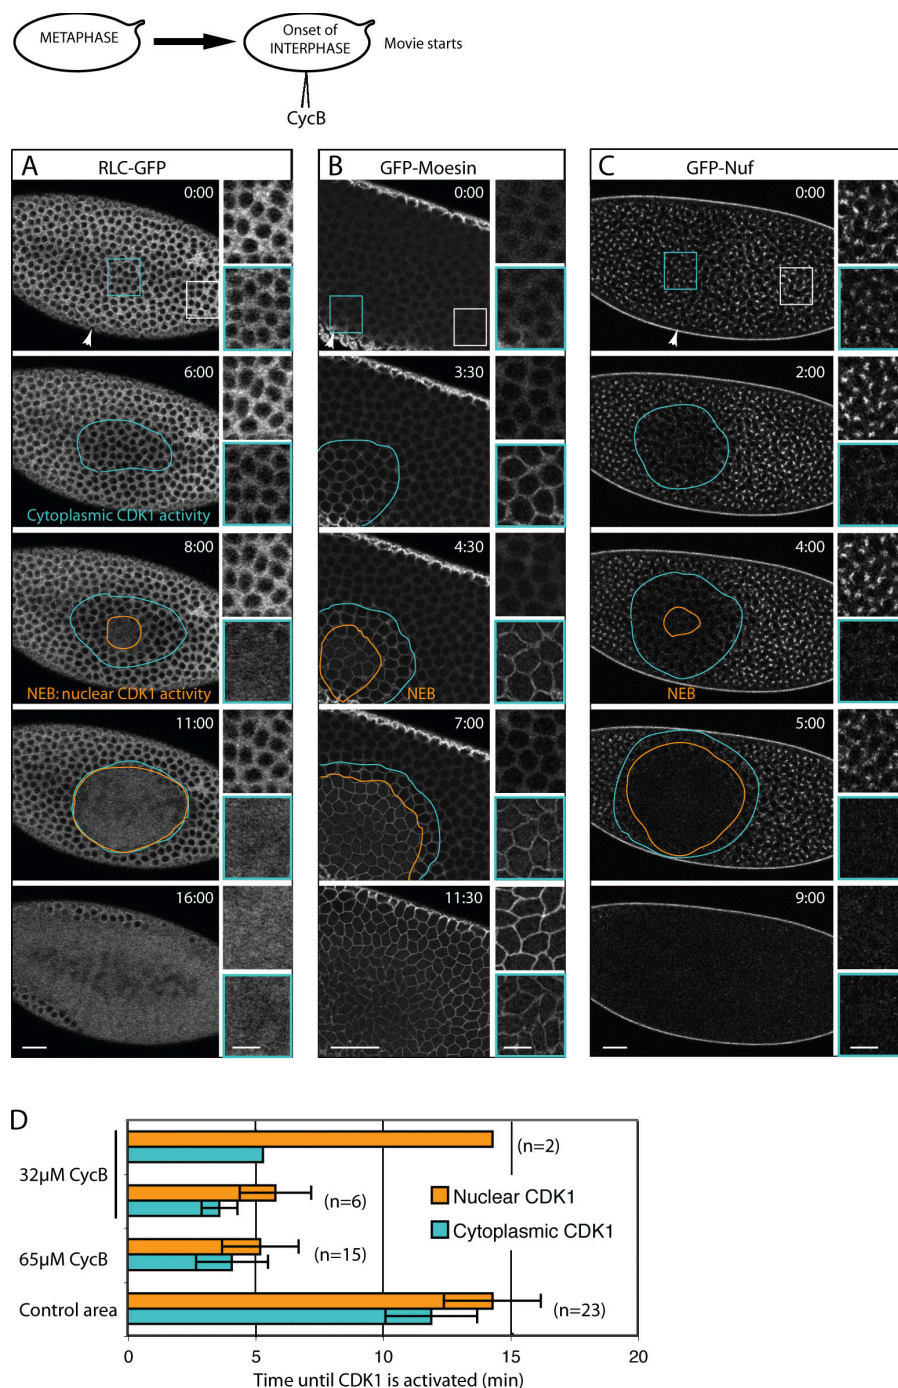 METAPHASE
Onset of
INTERPHASE
Movie starts
CycB
A
RLC-GFP
B
GFP-Moesin
C
GFP-Nuf
0:00
0:00
0:00
6:00
3:30
2:00
Cytoplasmic CDK1 activity
8:00
4:30
4:00
NEB: nuclear CDK1 activity
NEB
NEB
11:00
7:00
5:00
16:00
11:30
9:00
D
32μM CycB
(n=2)
(n=6)
Nuclear CDK1
Cytoplasmic CDK1
65μM CycB
(n=15)
Control area
(n=23)
0 5 10 15 20
Time until CDK1 is activated (min)